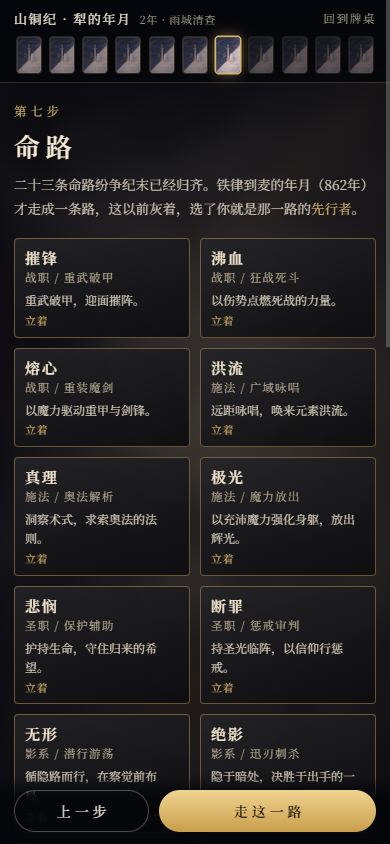 山铜纪·犁的年月 2年·雨城清查 回到牌桌
第七步
命路
二十三条命路纷争纪末已经归齐。铁律到麦的年月（862年）
才走成一条路，这以前灰着，选了你就是那一路的先行者。
摧锋
战职 / 重武破甲
重武破甲，迎面摧阵。
立着
沸血
战职 / 狂战死斗
以伤势点燃死战的力量。
立着
熔心
战职 / 重装魔剑
以魔力驱动重甲与剑锋。
立着
洪流
施法 / 广域咏唱
远距咏唱，唤来元素洪流。
立着
真理
施法 / 奥法解析
洞察术式，求索奥法的法
则。
立着
极光
施法 / 魔力放出
以充沛魔力强化身躯，放出
辉光。
立着
悲悯
圣职 / 保护辅助
护持生命，守住归来的希
望。
立着
断罪
圣职 / 惩戒审判
持圣光临阵，以信仰行惩
戒。
立着
无形
影系 / 潜行游荡
循隐路而行，在察觉前布
绝影
影系 / 迅刃刺杀
隐于暗处，决胜于出手的一
上一步
走这一路